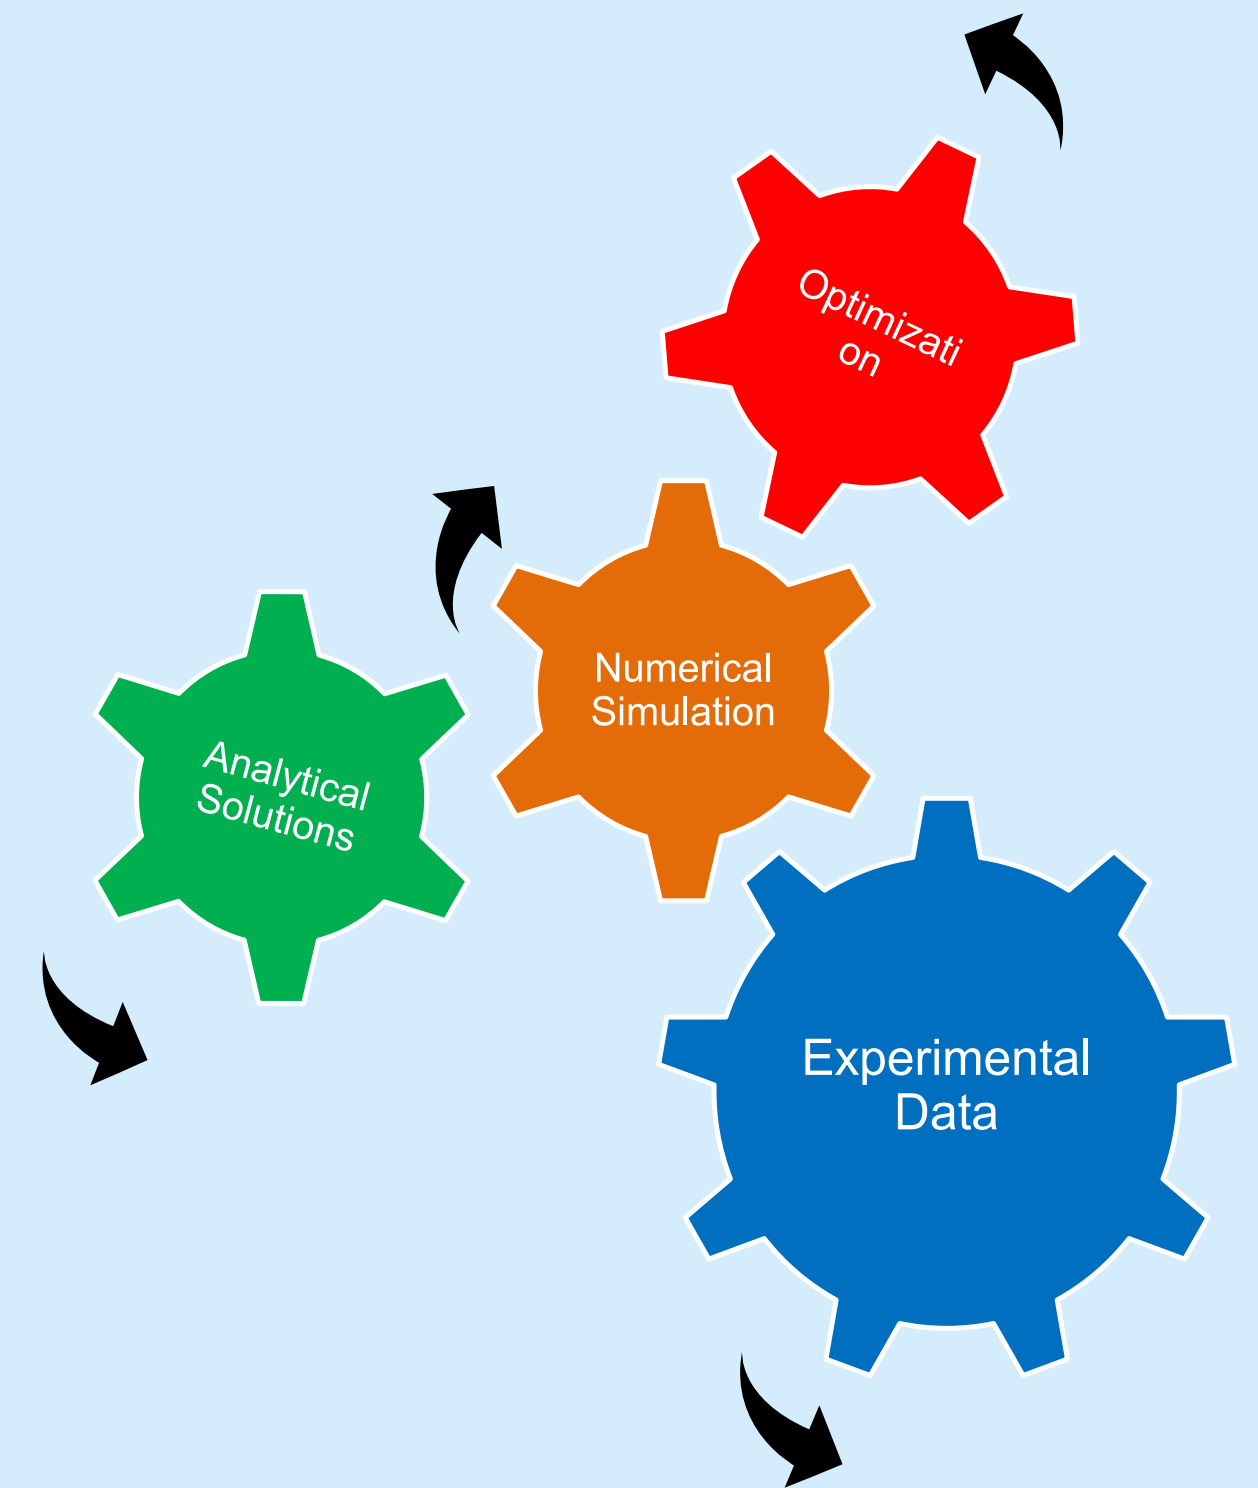 Optimizati
on
Numerical
Simulation
Analytical
Solutions
Experimental
Data